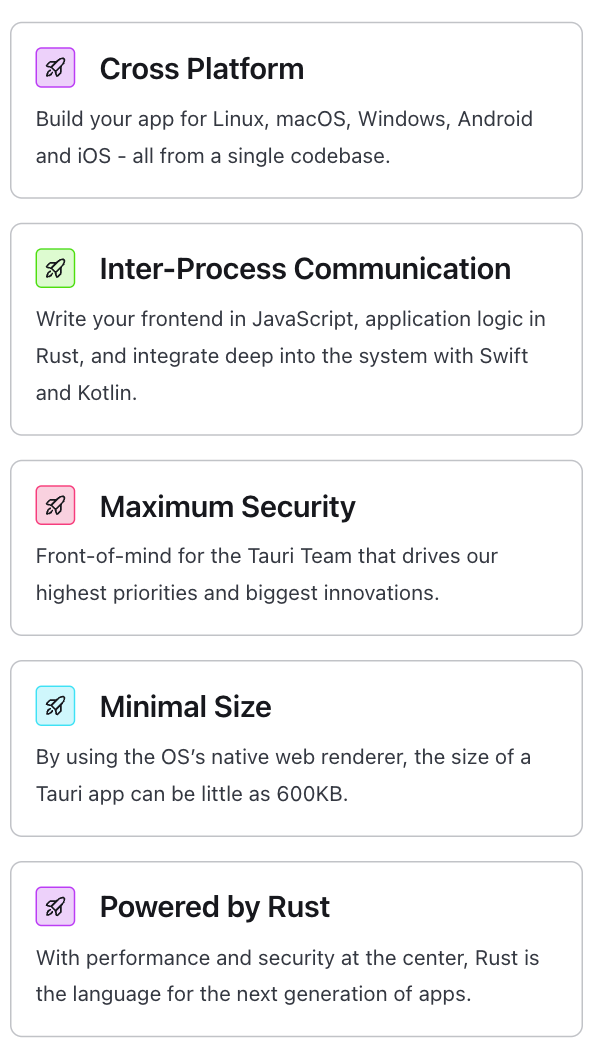 Cross Platform
Build your app for Linux, macOS, Windows, Android
and iOS - all from a single codebase.
Inter-Process Communication
Write your frontend in JavaScript, application logic in
Rust, and integrate deep into the system with Swift
and Kotlin.
Maximum Security
Front-of-mind for the Tauri Team that drives our
highest priorities and biggest innovations.
Minimal Size
By using the OS’s native web renderer, the size of a
Tauri app can be little as 600KB.
Powered by Rust
With performance and security at the center, Rust is
the language for the next generation of apps.